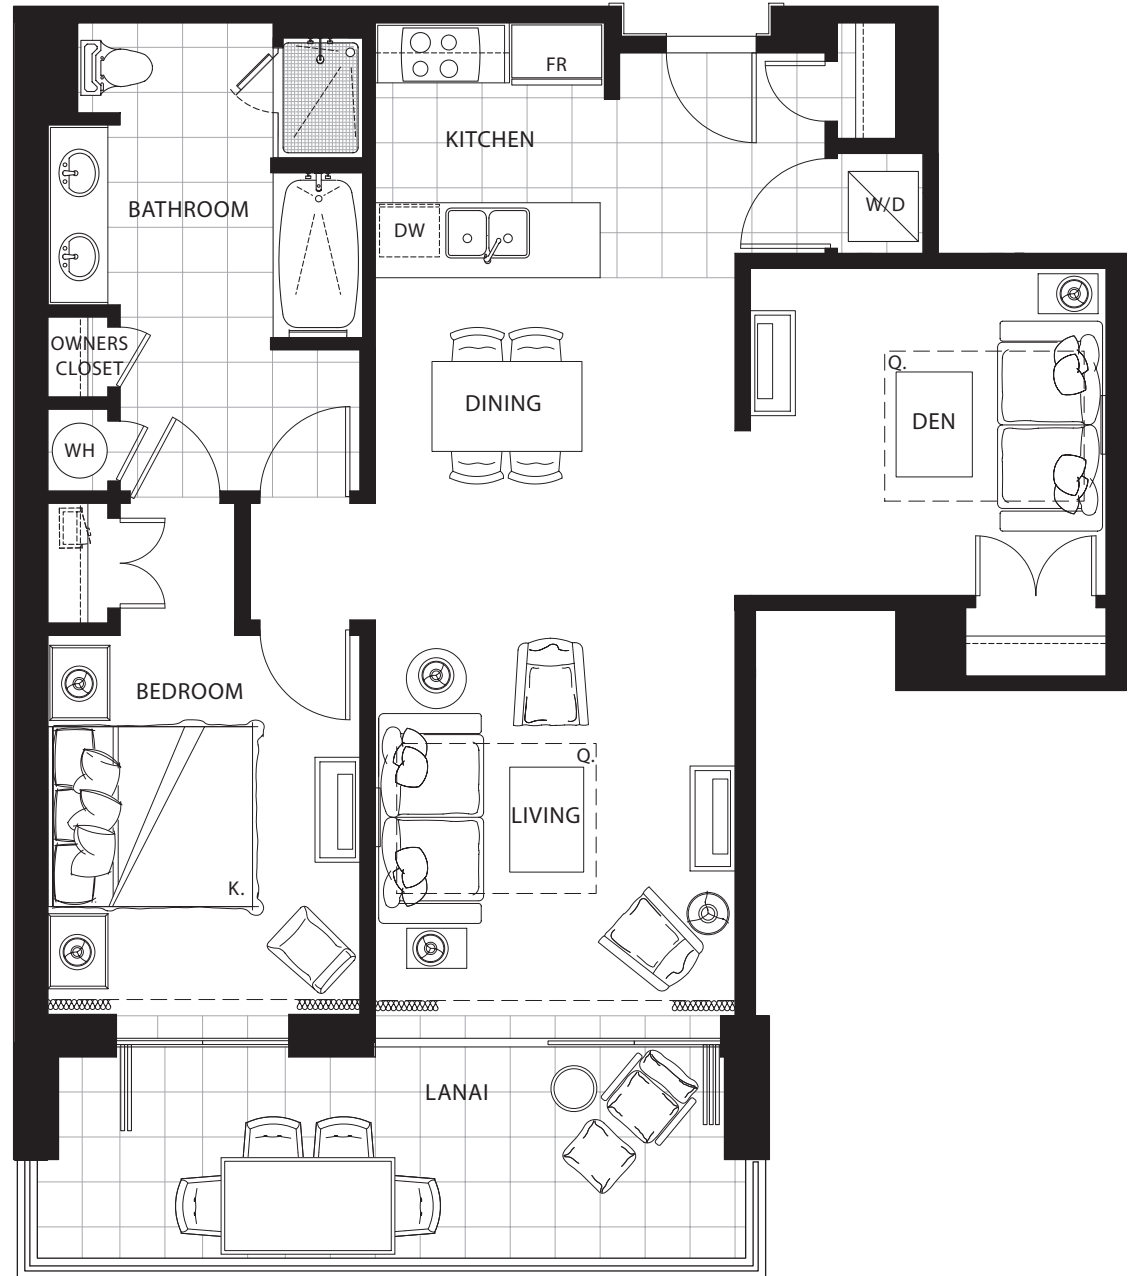 FR
KITCHEN
W/D
BATHROOM
DW
OWNERS
CLOSET
Q.
DINING
DEN
WH
BEDROOM
Q.
LIVING
K.
LANAI